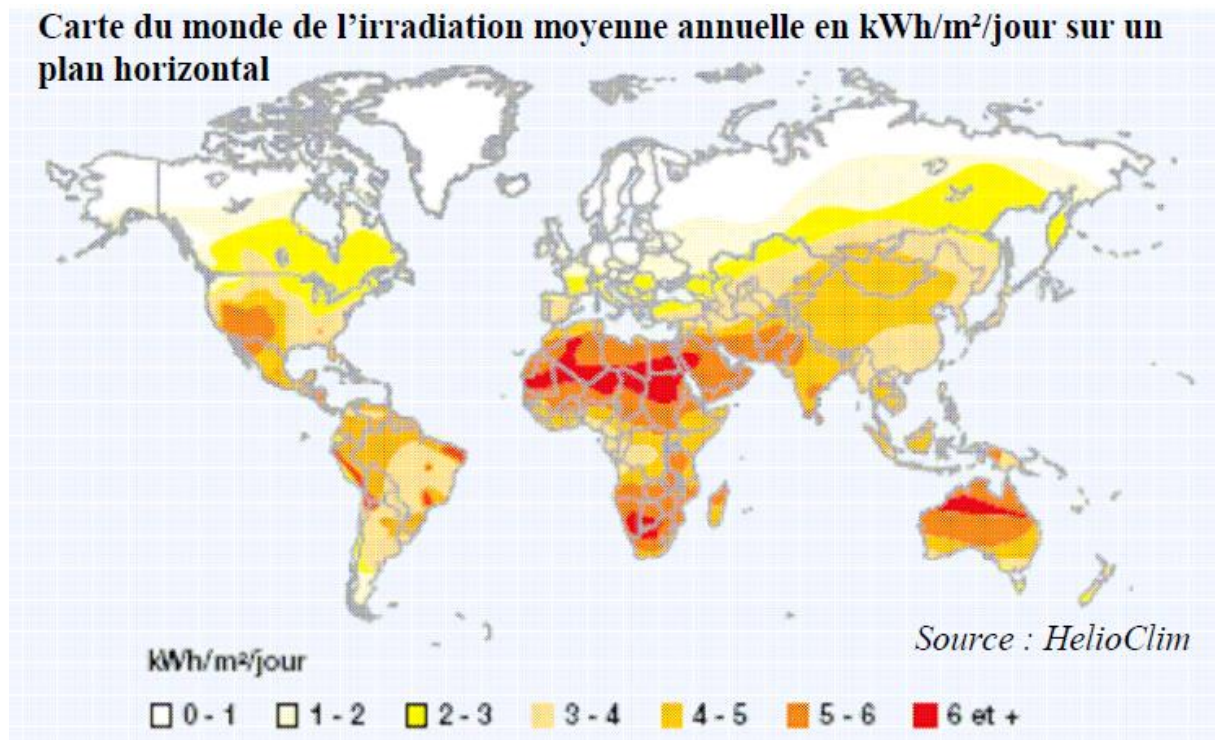 Carte du monde de l’irradiation moyenne annuelle en kWh/m²/jour sur un
plan horizontal
Source : HelioClim
kWh/m²/jour
0 - 1 1 - 2 2 - 3 3 - 4 4 - 5 5 - 6 6 et +